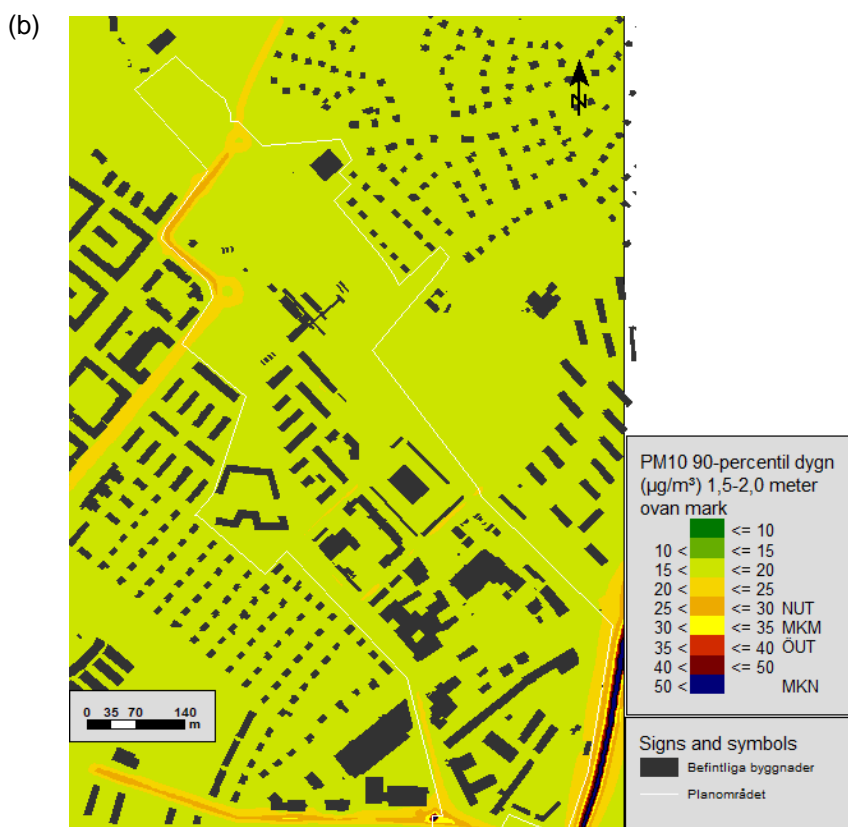 (b)
N
PM10 90-percentil dygn
(µg/m³) 1,5-2,0 meter
ovan mark
<= 10
10 < <= 15
15 < <= 20
20 < <= 25
25 < <= 30 NUT
30 < <= 35 MKM
35 < <= 40 ÖUT
40 < <= 50
50 < MKN
0 35 70 140
m
Signs and symbols
Befintliga byggnader
Planområdet